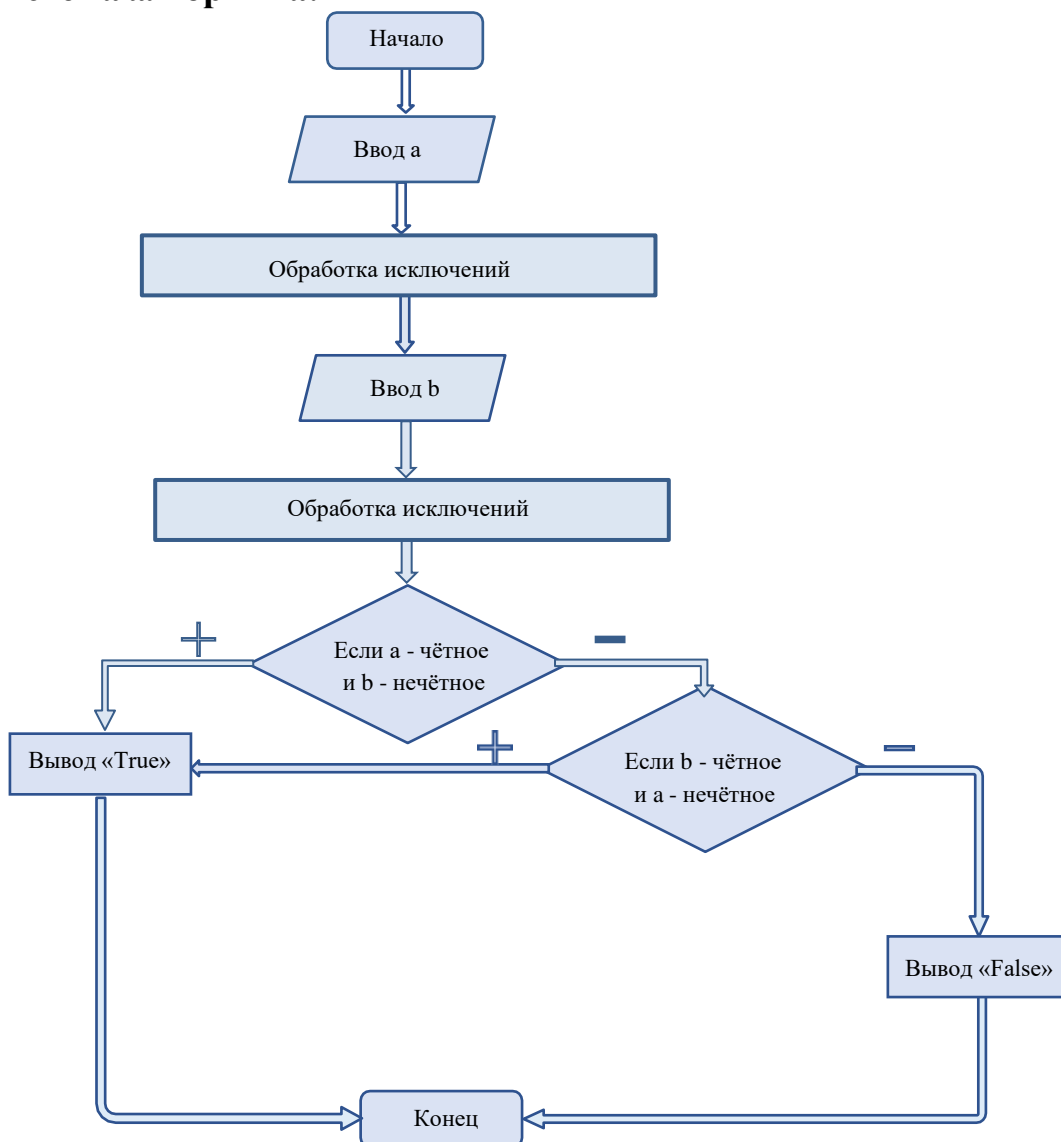 Начало
Ввод a
Обработка исключений
Ввод b
Обработка исключений
+
Если a - чётное
и b - нечётное
−
Вывод «True»
+
Если b - чётное
и a - нечётное
−
Вывод «False»
Конец